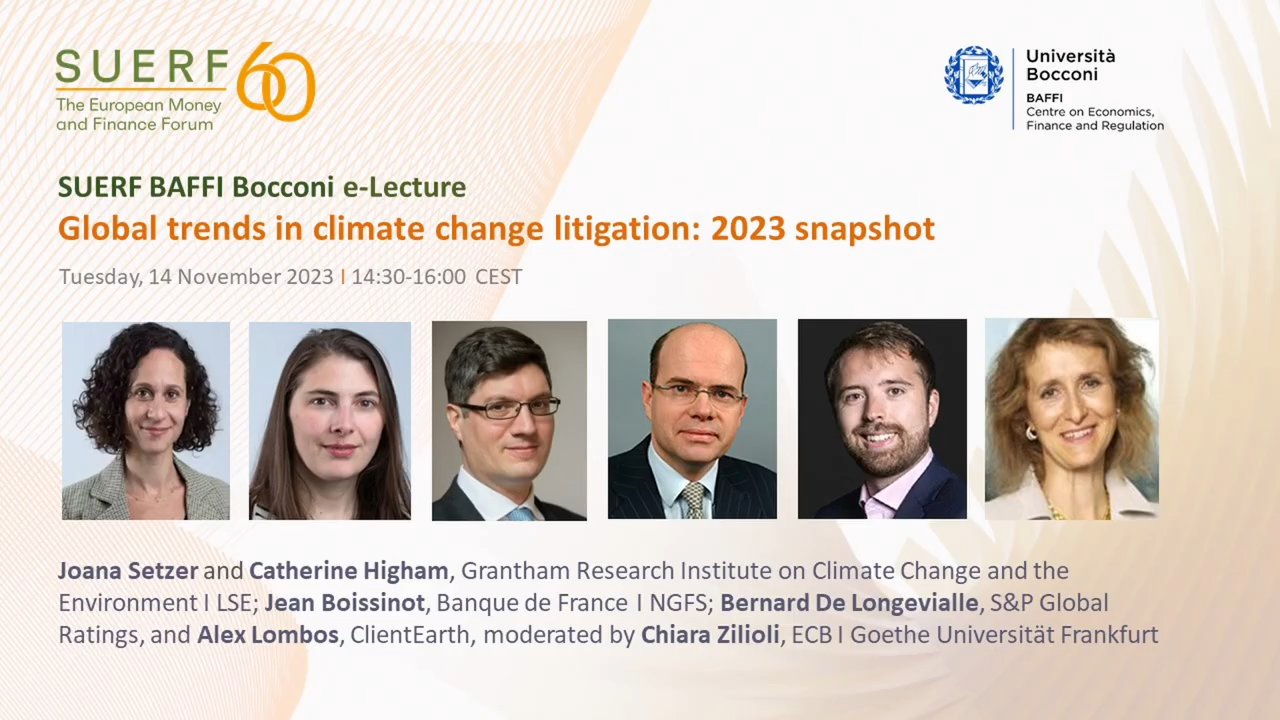 SUERF 60
The European Money
and Finance Forum
Università
Bocconi
BAFFI
Centre on Economics,
Finance and Regulation
SUERF BAFFI Bocconi e-Lecture
Global trends in climate change litigation: 2023 snapshot
Tuesday, 14 November 2023 I 14:30-16:00 CEST
Joana Setzer and Catherine Higham, Grantham Research Institute on Climate Change and the
Environment I LSE; Jean Boissinot, Banque de France I NGFS; Bernard De Longevialle, S&P Global
Ratings, and Alex Lombos, ClientEarth, moderated by Chiara Zilioli, ECB I Goethe Universität Frankfurt